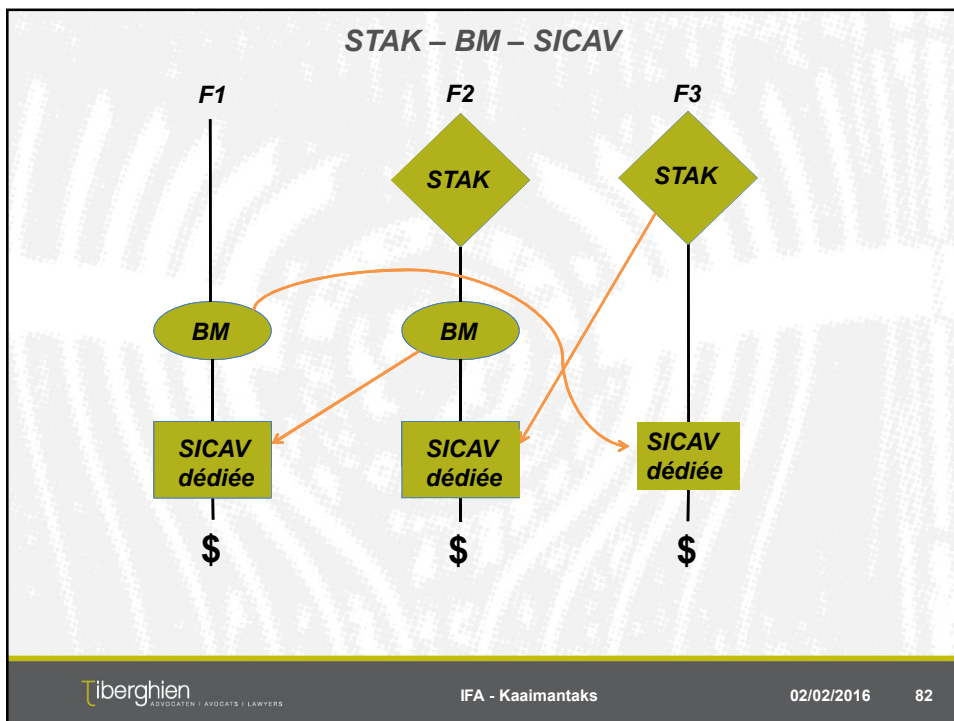 STAK – BM – SICAV
F1
F2
F3
STAK
STAK
BM
BM
SICAV
dédiée
SICAV
dédiée
SICAV
dédiée
$
$
$
Tiberghien
ADVOCATEN I AVOCATS I LAWYERS
IFA - Kaaimantaks
02/02/2016
82